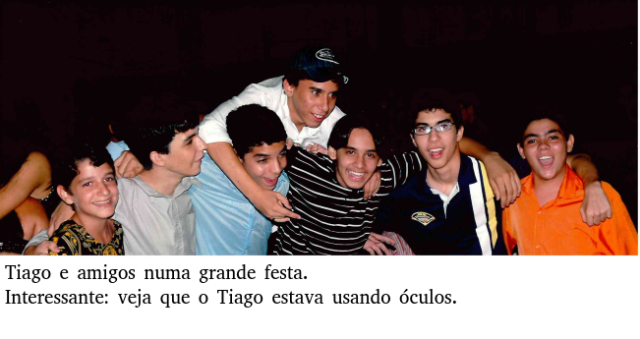 Tiago e amigos numa grande festa.
Interessante: veja que o Tiago estava usando óculos.